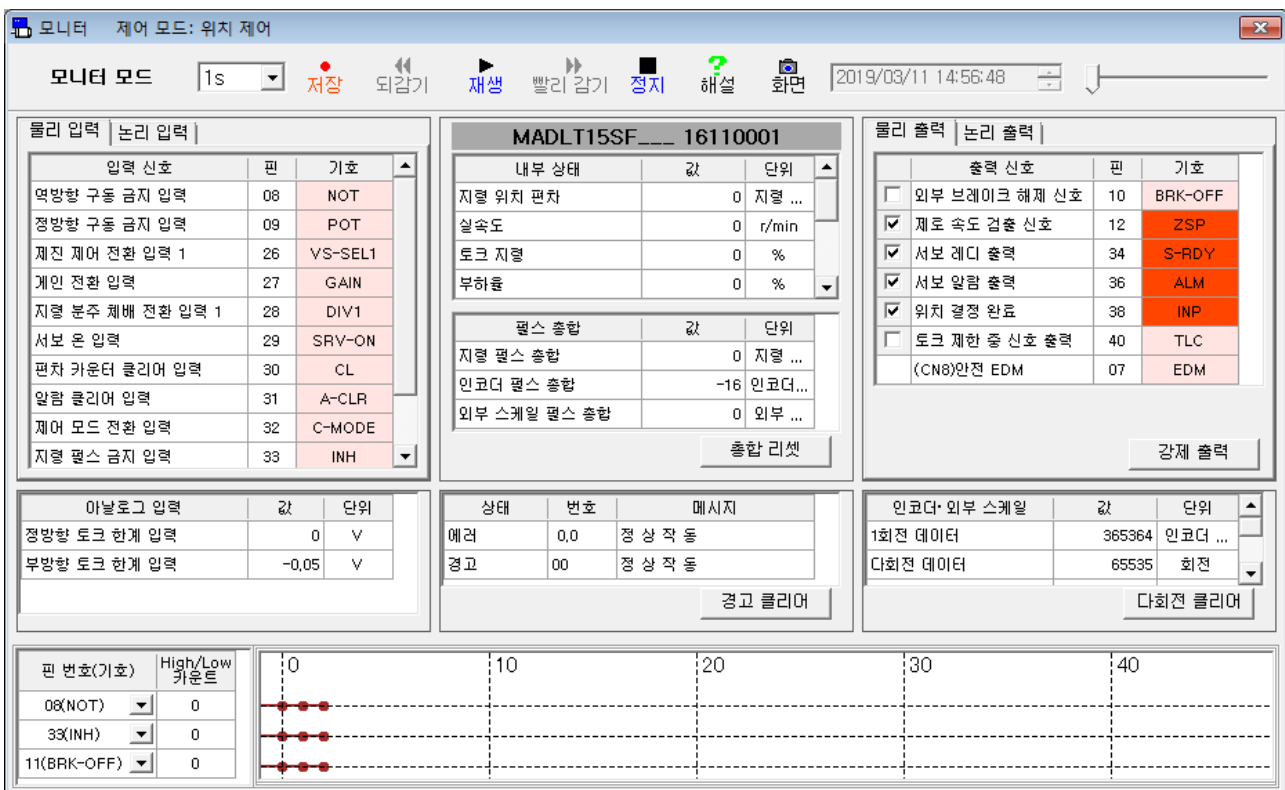 모니터 제어 모드: 위치 제어
모니터 모드 1s 저장 되감기 재생 빨리 감기 정지 해설 화면 2019/03/11 14:56:48
물리 입력 논리 입력
입력 신호 핀 기호
역방향 구동 금지 입력 08 NOT
정방향 구동 금지 입력 09 POT
제진 제어 전환 입력 1 26 VS-SEL1
게인 전환 입력 27 GAIN
지령 분주 체배 전환 입력 1 28 DIV1
서보 온 입력 29 SRV-ON
편차 카운터 클리어 입력 30 CL
알람 클리어 입력 31 A-CLR
제어 모드 전환 입력 32 C-MODE
지령 펄스 금지 입력 33 INH
MADLT15SF___ 16110001
내부 상태 값 단위
지령 위치 편차 0 지령 ...
실속도 0 r/min
토크 지령 0 %
부하율 0 %
펄스 총합 값 단위
지령 펄스 총합 0 지령 ...
인코더 펄스 총합 -16 인코더...
외부 스케일 펄스 총합 0 외부 ...
총합 리셋
물리 출력 논리 출력
출력 신호 핀 기호
외부 브레이크 해제 신호 10 BRK-OFF
제로 속도 검출 신호 12 ZSP
서보 레디 출력 34 S-RDY
서보 알람 출력 36 ALM
위치 결정 완료 38 INP
토크 제한 중 신호 출력 40 TLC
(CN8)안전 EDM 07 EDM
강제 출력
아날로그 입력 값 단위
정방향 토크 한계 입력 0 V
부방향 토크 한계 입력 -0,05 V
상태 번호 메시지
에러 0,0 정 상 작 동
경고 00 정 상 작 동
경고 클리어
인코더·외부 스케일 값 단위
1회전 데이터 365364 인코더 ...
다회전 데이터 65535 회전
다회전 클리어
핀 번호(기호) High/Low 카운트
08(NOT) 0
33(INH) 0
11(BRK-OFF) 0
0 10 20 30 40